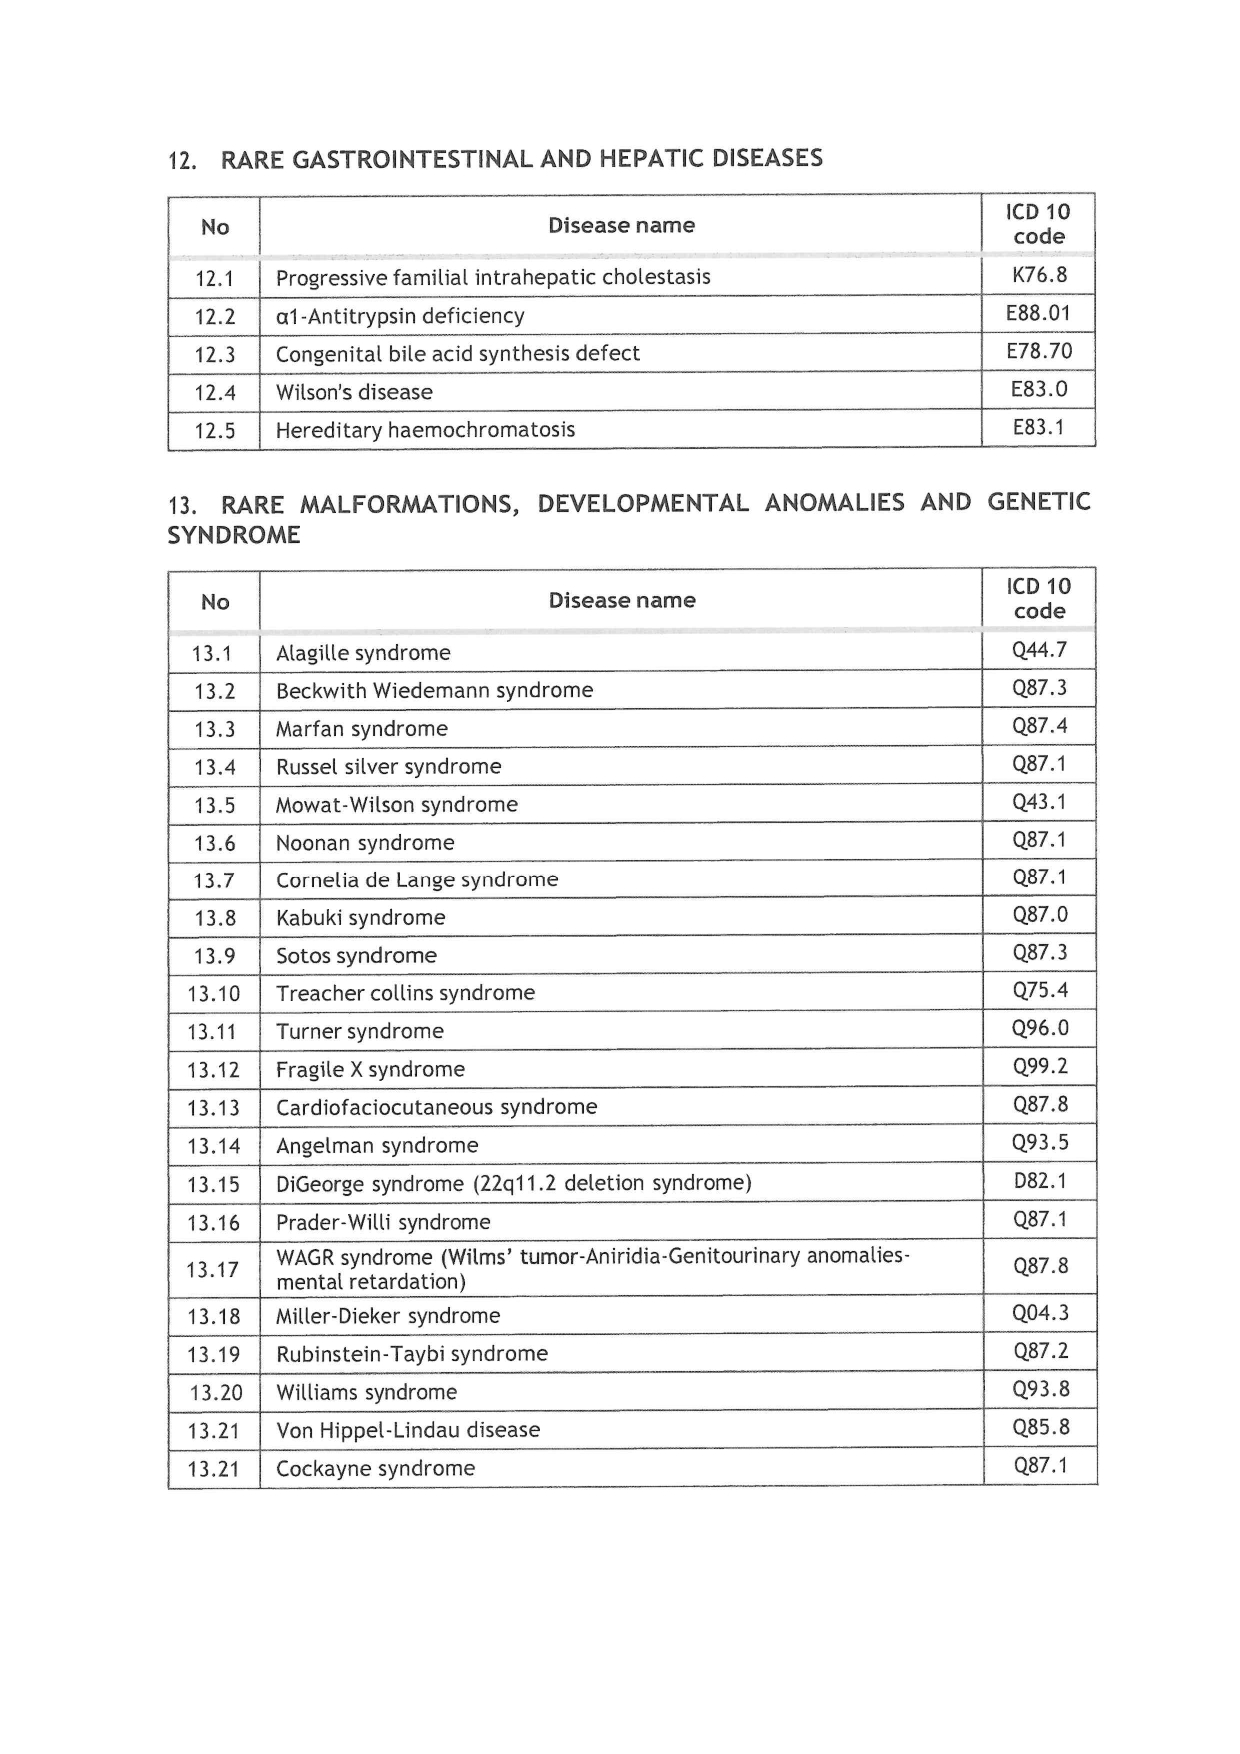 12. RARE GASTROINTESTINAL AND HEPATIC DISEASES
No Disease name ICD 10 code
12.1 Progressive familial intrahepatic cholestasis K76.8
12.2 α1-Antitrypsin deficiency E88.01
12.3 Congenital bile acid synthesis defect E78.70
12.4 Wilson's disease E83.0
12.5 Hereditary haemochromatosis E83.1
13. RARE MALFORMATIONS, DEVELOPMENTAL ANOMALIES AND GENETIC
SYNDROME
No Disease name ICD 10 code
13.1 Alagille syndrome Q44.7
13.2 Beckwith Wiedemann syndrome Q87.3
13.3 Marfan syndrome Q87.4
13.4 Russel silver syndrome Q87.1
13.5 Mowat-Wilson syndrome Q43.1
13.6 Noonan syndrome Q87.1
13.7 Cornelia de Lange syndrome Q87.1
13.8 Kabuki syndrome Q87.0
13.9 Sotos syndrome Q87.3
13.10 Treacher collins syndrome Q75.4
13.11 Turner syndrome Q96.0
13.12 Fragile X syndrome Q99.2
13.13 Cardiofaciocutaneous syndrome Q87.8
13.14 Angelman syndrome Q93.5
13.15 DiGeorge syndrome (22q11.2 deletion syndrome) D82.1
13.16 Prader-Willi syndrome Q87.1
13.17 WAGR syndrome (Wilms' tumor-Aniridia-Genitourinary anomalies-
mental retardation) Q87.8
13.18 Miller-Dieker syndrome Q04.3
13.19 Rubinstein-Taybi syndrome Q87.2
13.20 Williams syndrome Q93.8
13.21 Von Hippel-Lindau disease Q85.8
13.21 Cockayne syndrome Q87.1